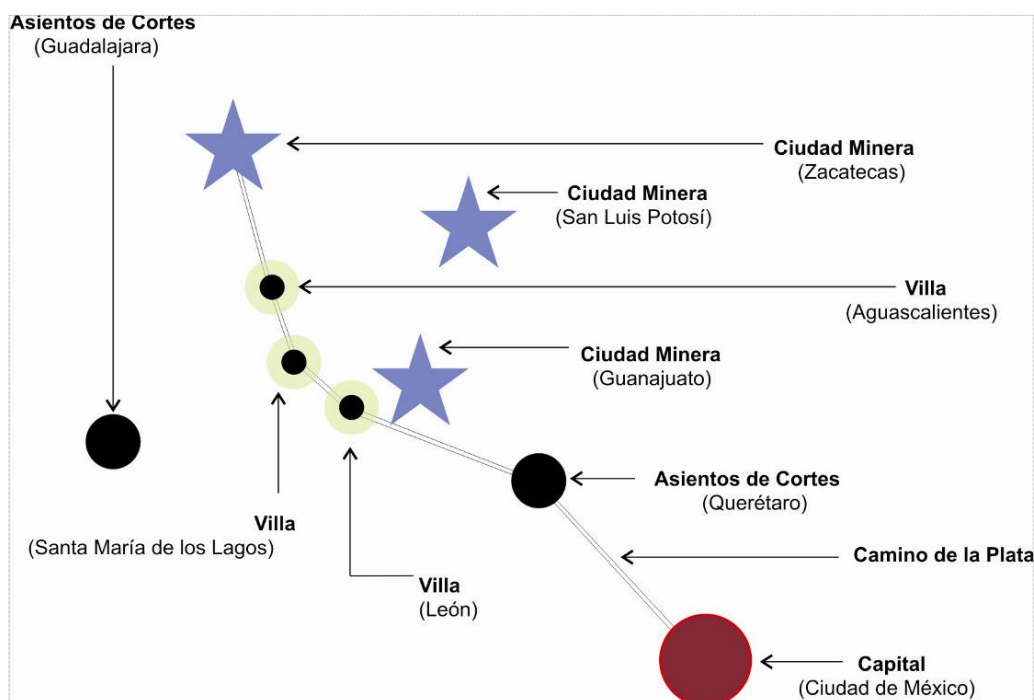 Asientos de Cortes
(Guadalajara)
Ciudad Minera
(Zacatecas)
Ciudad Minera
(San Luis Potosí)
Villa
(Aguascalientes)
Ciudad Minera
(Guanajuato)
Asientos de Cortes
(Querétaro)
Villa
(Santa María de los Lagos)
Camino de la Plata
Villa
(León)
Capital
(Ciudad de México)